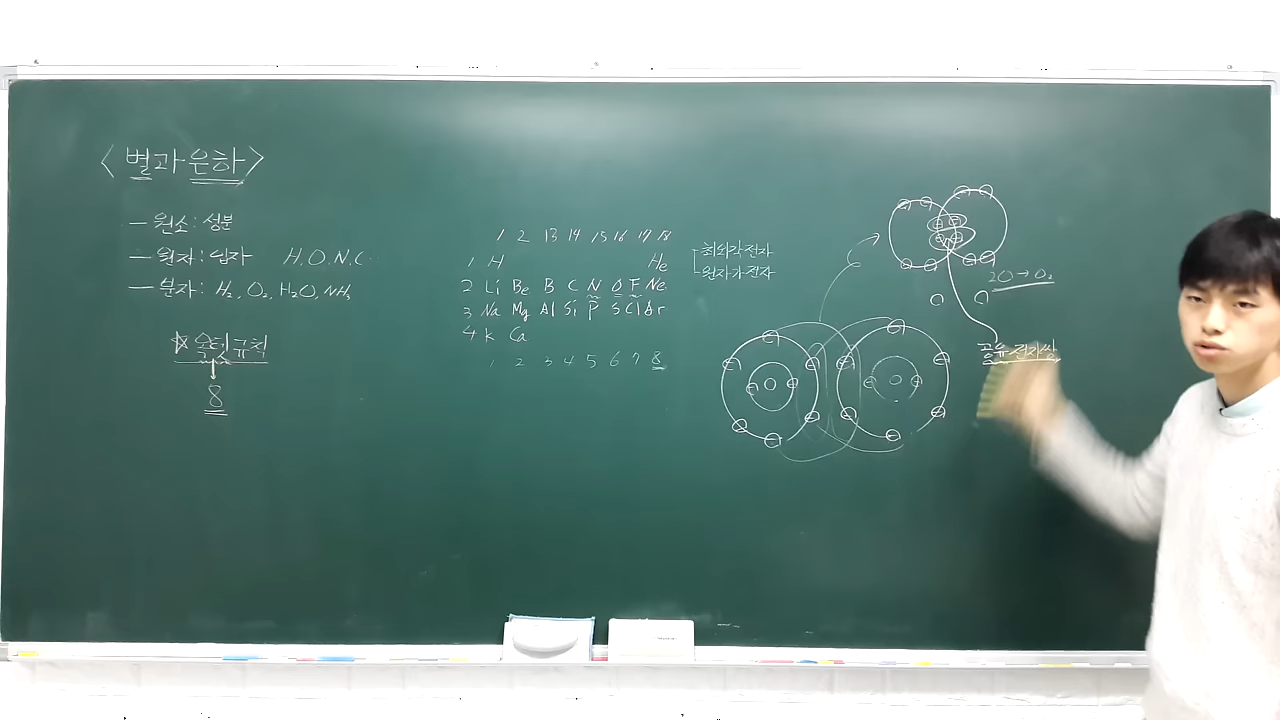 <별과 은하>
- 원소: 성분
- 원자: 입자 H, O, N, C ...
- 분자: H₂, O₂, H₂O, NH₃
☆ 옥텟 규칙
8
1 2 13 14 15 16 17 18
1 H He
2 Li Be B C N O F Ne
3 Na Mg Al Si P S Cl Ar
4 K Ca
1 2 3 4 5 6 7 8
최외각 전자
원자가 전자
2O → O₂
공유 전자쌍